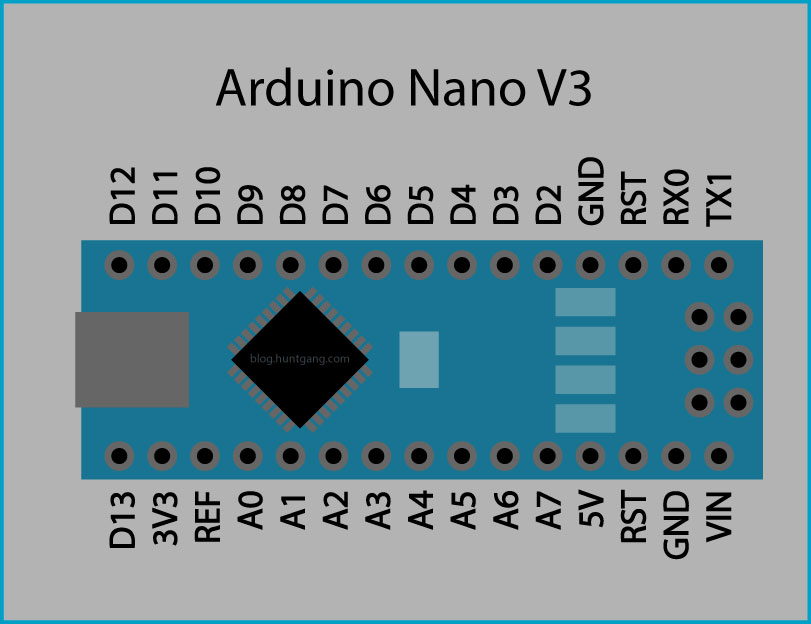 Arduino Nano V3
D12 D11 D10 D9 D8 D7 D6 D5 D4 D3 D2 GND RST RX0 TX1
blog.huntgang.com
D13 3V3 REF A0 A1 A2 A3 A4 A5 A6 A7 5V RST GND VIN